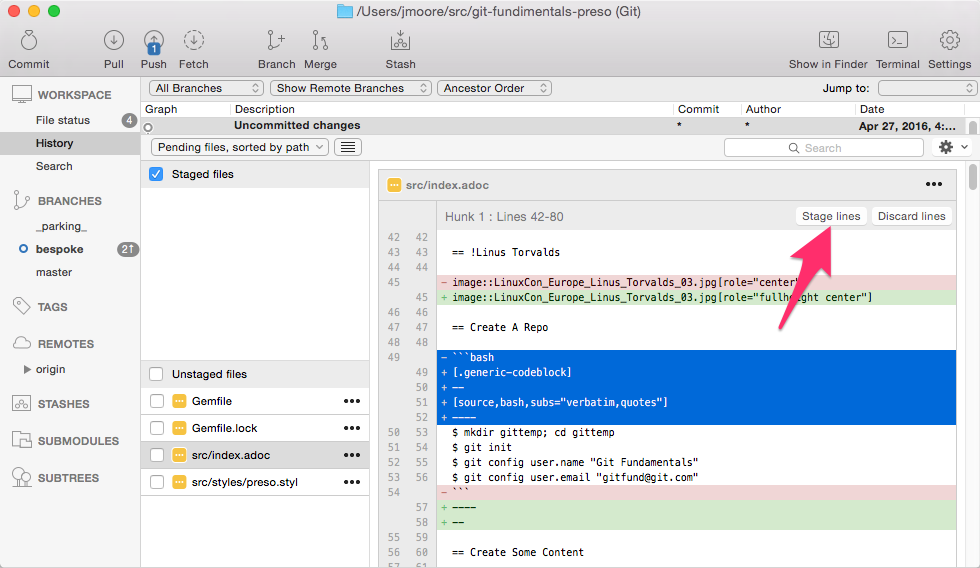 /Users/jmoore/src/git-fundimentals-preso (Git)
Commit Pull Push 1 Fetch Branch Merge Stash Show in Finder Terminal Settings
WORKSPACE
File status 4
History
Search
BRANCHES
_parking_
bespoke 2↑
master
TAGS
REMOTES
origin
STASHES
SUBMODULES
SUBTREES
All Branches Show Remote Branches Ancestor Order Jump to:
Graph Description Commit Author Date
Uncommitted changes * * Apr 27, 2016, 4:...
Pending files, sorted by path Search
Staged files
Unstaged files
Gemfile •••
Gemfile.lock •••
src/index.adoc •••
src/styles/preso.styl •••
src/index.adoc •••
Hunk 1 : Lines 42-80 Stage lines Discard lines
42 42
43 43 == !Linus Torvalds
44 44
45 - image::LinuxCon_Europe_Linus_Torvalds_03.jpg[role="center"
45 + image::LinuxCon_Europe_Linus_Torvalds_03.jpg[role="fullheight center"]
46 46
47 47 == Create A Repo
48 48
49 - ```bash
49 + [.generic-codeblock]
50 + --
51 + [source,bash,subs="verbatim,quotes"]
52 + ----
50 53 $ mkdir gittemp; cd gittemp
51 54 $ git init
52 55 $ git config user.name "Git Fundamentals"
53 56 $ git config user.email "gitfund@git.com"
54 - ```
57 + ----
58 + --
55 59
56 60 == Create Some Content
57 61